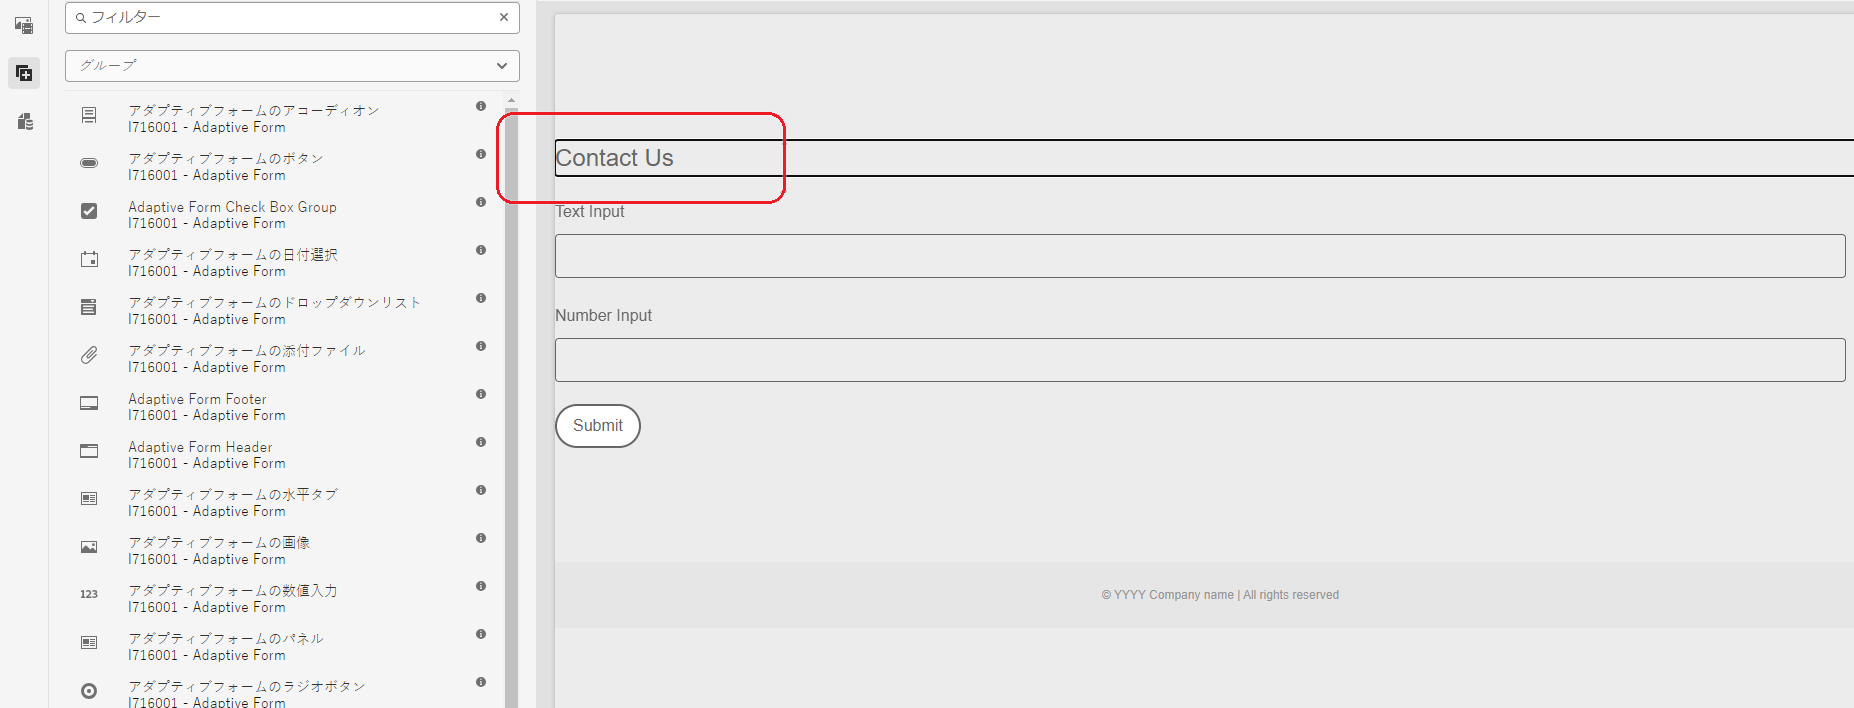 フィルター
グループ
アダプティブフォームのアコーディオン
I716001 - Adaptive Form
アダプティブフォームのボタン
I716001 - Adaptive Form
Adaptive Form Check Box Group
I716001 - Adaptive Form
アダプティブフォームの日付選択
I716001 - Adaptive Form
アダプティブフォームのドロップダウンリスト
I716001 - Adaptive Form
アダプティブフォームの添付ファイル
I716001 - Adaptive Form
Adaptive Form Footer
I716001 - Adaptive Form
Adaptive Form Header
I716001 - Adaptive Form
アダプティブフォームの水平タブ
I716001 - Adaptive Form
アダプティブフォームの画像
I716001 - Adaptive Form
123
アダプティブフォームの数値入力
I716001 - Adaptive Form
アダプティブフォームのパネル
I716001 - Adaptive Form
アダプティブフォームのラジオボタン
I716001 - Adaptive Form
Contact Us
Text Input
Number Input
Submit
© YYYY Company name | All rights reserved